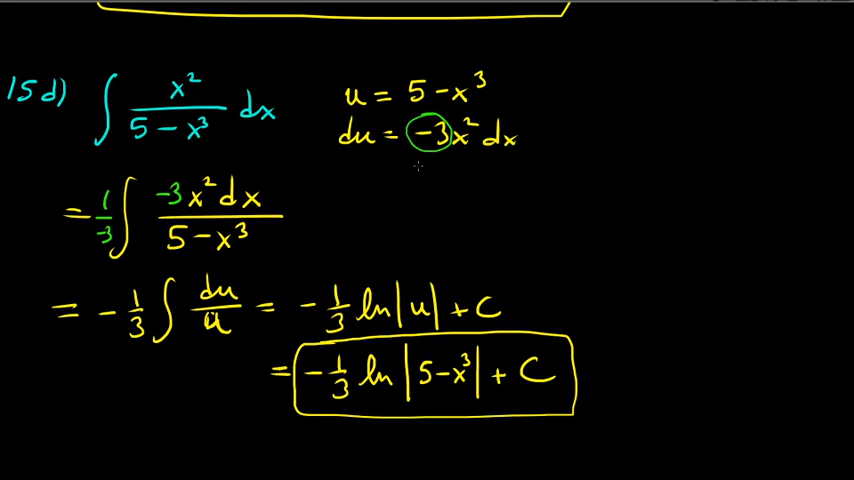 15d) ∫ x² / (5 - x³) dx   u = 5 - x³
du = -3x² dx
= 1/-3 ∫ -3x² dx / (5 - x³)
= - 1/3 ∫ du/u = - 1/3 ln|u| + C
= - 1/3 ln|5 - x³| + C